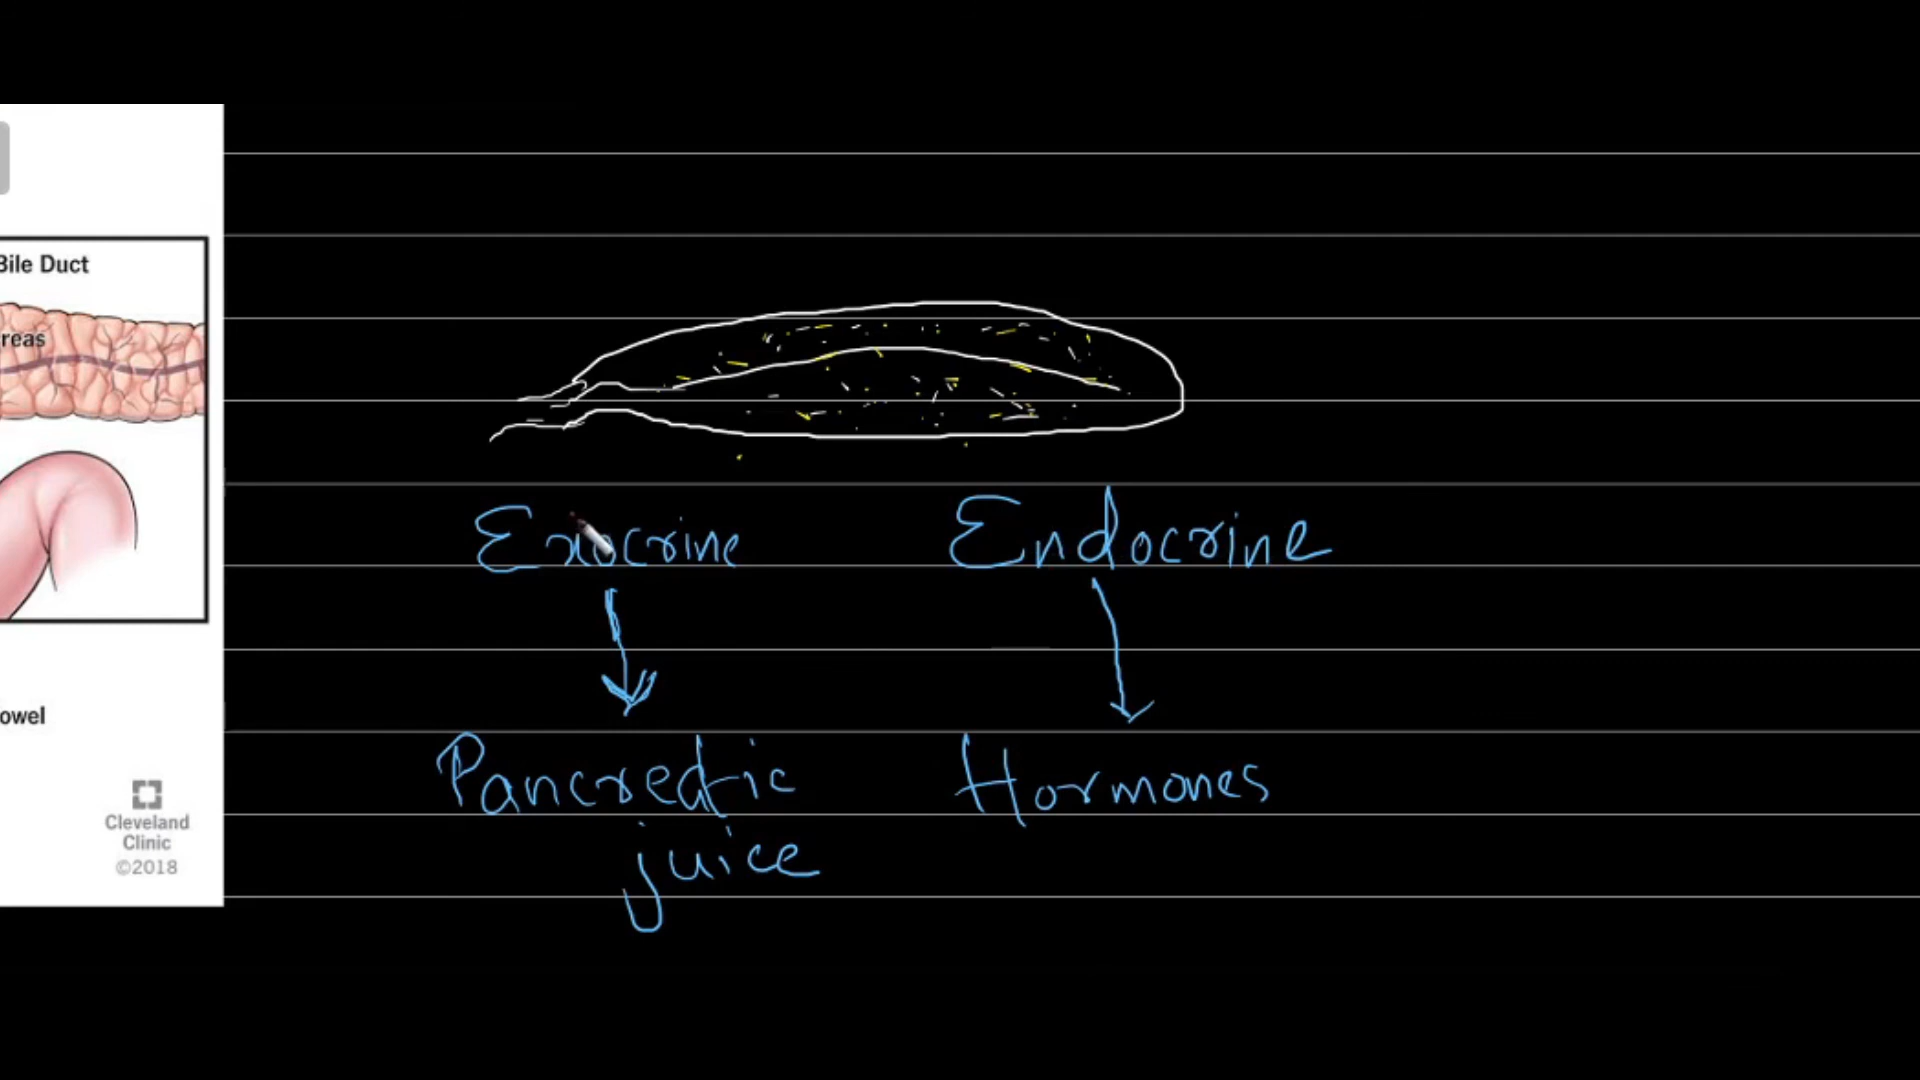 Bile Duct
reas
owel
Cleveland
Clinic
©2018
Exocrine Endocrine
Pancreatic Hormones
juice